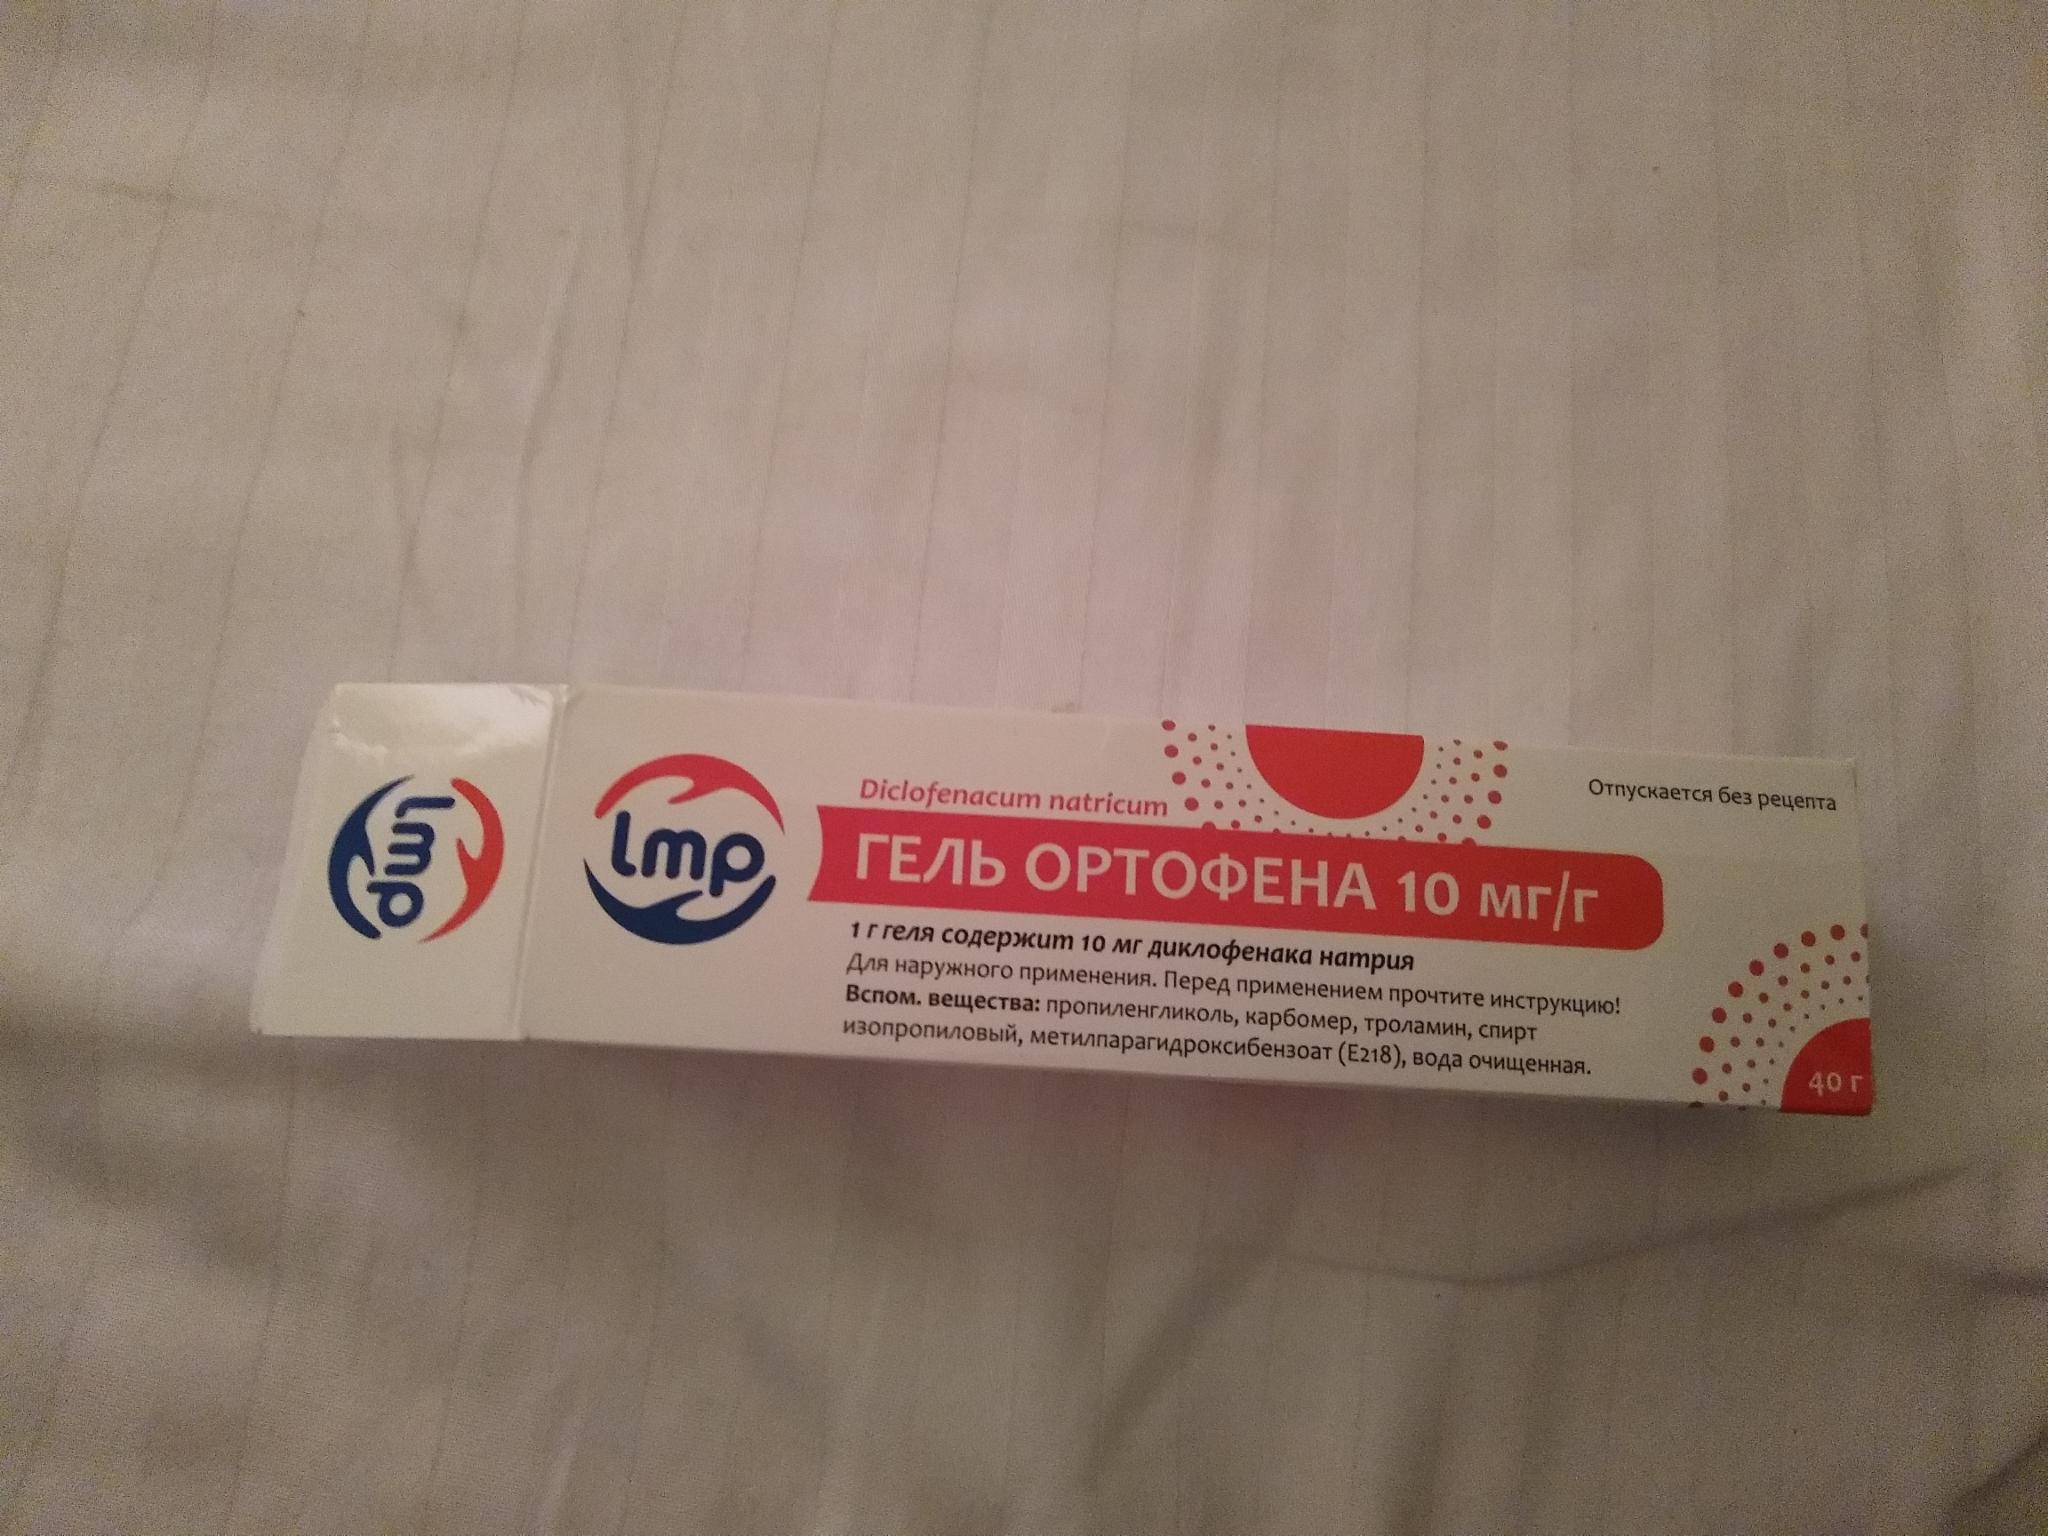 lmp
lmp
Diclofenacum natricum
Отпускается без рецепта
ГЕЛЬ ОРТОФЕНА 10 мг/г
1 г геля содержит 10 мг диклофенака натрия
Для наружного применения. Перед применением прочтите инструкцию!
Вспом. вещества: пропиленгликоль, карбомер, троламин, спирт
изопропиловый, метилпарагидроксибензоат (Е218), вода очищенная.
40 г